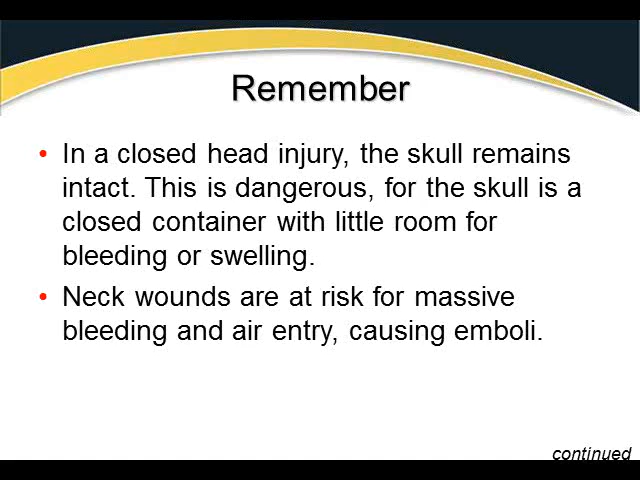 Remember
• In a closed head injury, the skull remains
intact. This is dangerous, for the skull is a
closed container with little room for
bleeding or swelling.
• Neck wounds are at risk for massive
bleeding and air entry, causing emboli.
continued